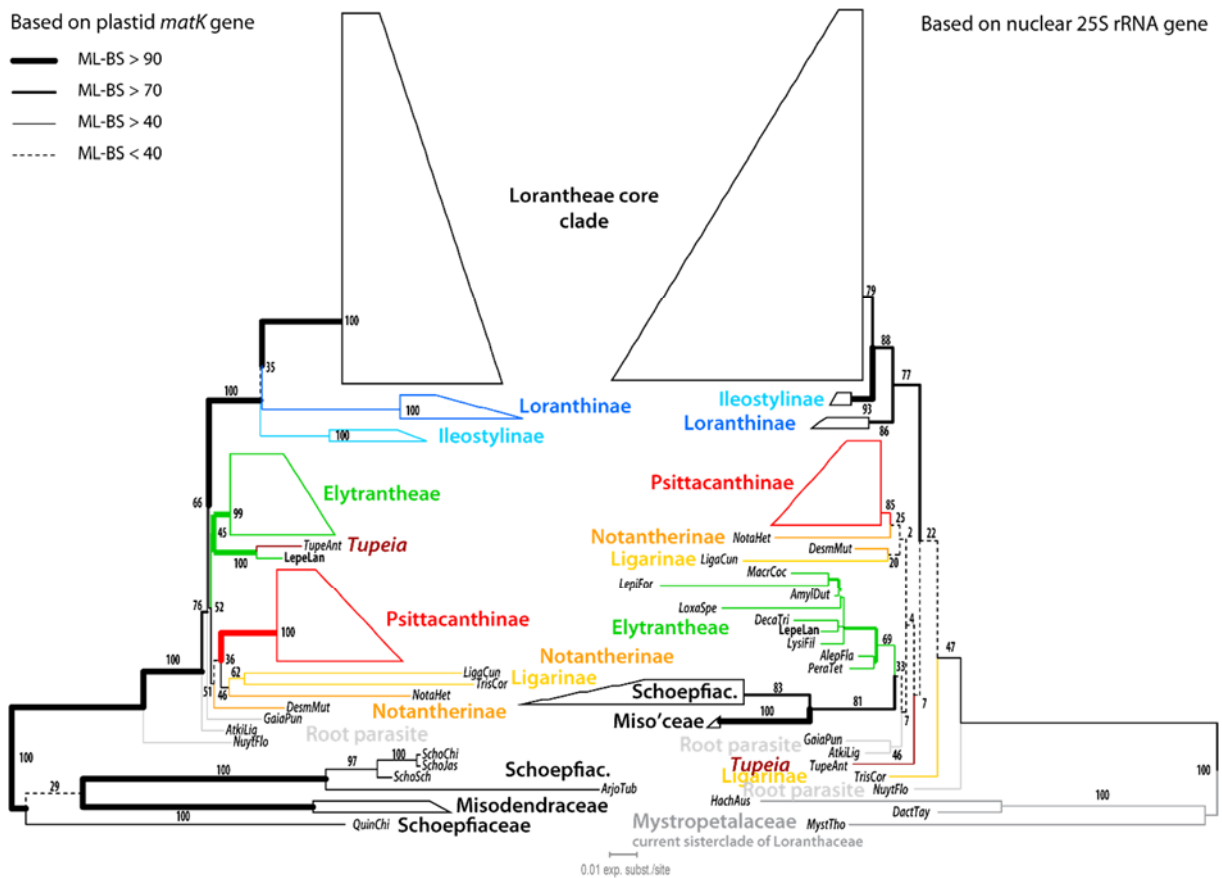 Based on plastid matK gene
ML-BS > 90
ML-BS > 70
ML-BS > 40
ML-BS < 40
Based on nuclear 25S rRNA gene
Lorantheae core
clade
100
35
100
100
Loranthinae
100
Ileostylinae
66
99
Elytrantheae
45
TupeAnt
Tupeia
100
LepeLan
76
52
100
Psittacanthinae
36
Notantherinae
62
LigaCun
Ligarinae
TrisCor
46
NotaHet
51
DesmMut
Notantherinae
100
GaiaPun
AtkiLig
Root parasite
NuytFlo
100
29
100
97
100
SchoChi
SchoJas
SchoSch
Schoepfiac.
ArjoTub
Misodendraceae
100
QuinChi
Schoepfiaceae
79
88
77
Ileostylinae
93
Loranthinae
86
Psittacanthinae
85
25
2
22
Notantherinae
NotaHet
DesmMut
Ligarinae
LigaCun
20
MacrCoc
LepiFor
AmylDut
LoxaSpe
DecaTri
Elytrantheae
LepeLan
LysiFil
4
69
AlepFla
PeraTet
33
47
Schoepfiac.
83
81
Miso'ceae
100
7
7
Root parasite
GaiaPun
AtkiLig
46
Tupeia
TupeAnt
Ligarinae
TrisCor
Root parasite
NuytFlo
100
HachAus
100
DactTay
Mystropetalaceae
MystTho
current sisterclade of Loranthaceae
0.01 exp. subst./site